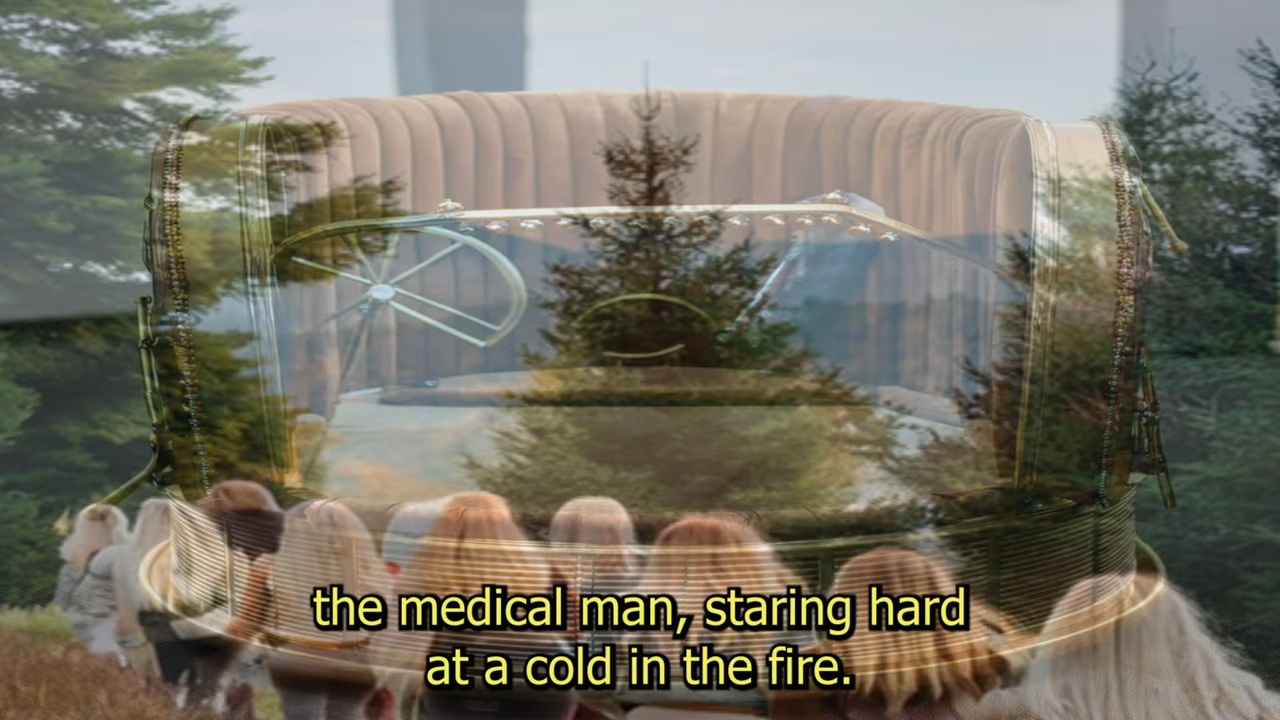 the medical man, staring hard
at a cold in the fire.